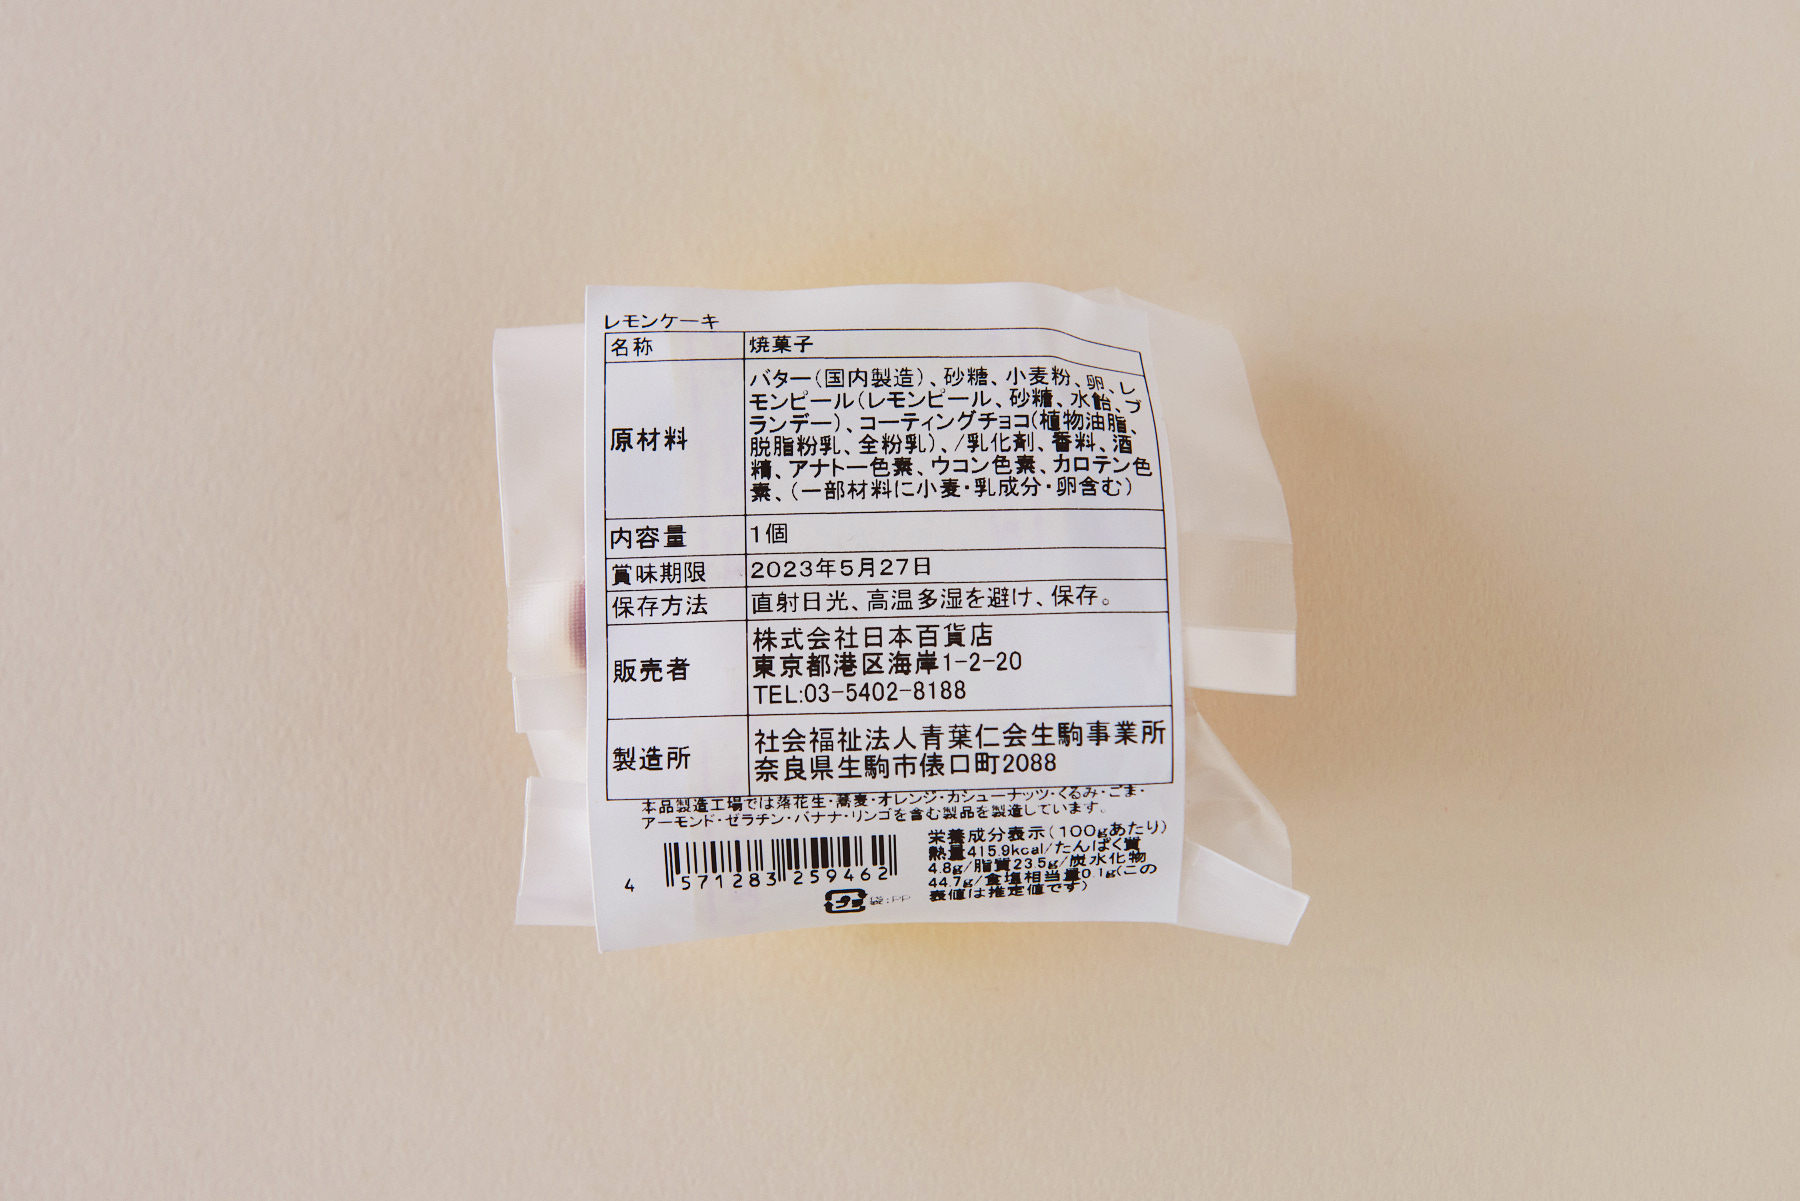 レモンケーキ
名称 焼菓子
原材料 バター(国内製造)、砂糖、小麦粉、卵、レ
モンピール(レモンピール、砂糖、水飴、ブ
ランデー)、コーティングチョコ(植物油脂、
脱脂粉乳、全粉乳)、/乳化剤、香料、酒
精、アナトー色素、ウコン色素、カロテン色
素、(一部材料に小麦・乳成分・卵含む)
内容量 1個
賞味期限 2023年5月27日
保存方法 直射日光、高温多湿を避け、保存。
販売者 株式会社日本百貨店
東京都港区海岸1-2-20
TEL:03-5402-8188
製造所 社会福祉法人青葉仁会生駒事業所
奈良県生駒市俵口町2088
本品製造工場では落花生・蕎麦・オレンジ・カシューナッツ・くるみ・ごま・
アーモンド・ゼラチン・バナナ・リンゴを含む製品を製造しています。
栄養成分表示(100gあたり)
熱量415.9kcal/たんぱく質
4.8g/脂質23.5g/炭水化物
44.7g/食塩相当量0.1g(この
表値は推定値です)
4 571283 259462
プラ 袋:PP